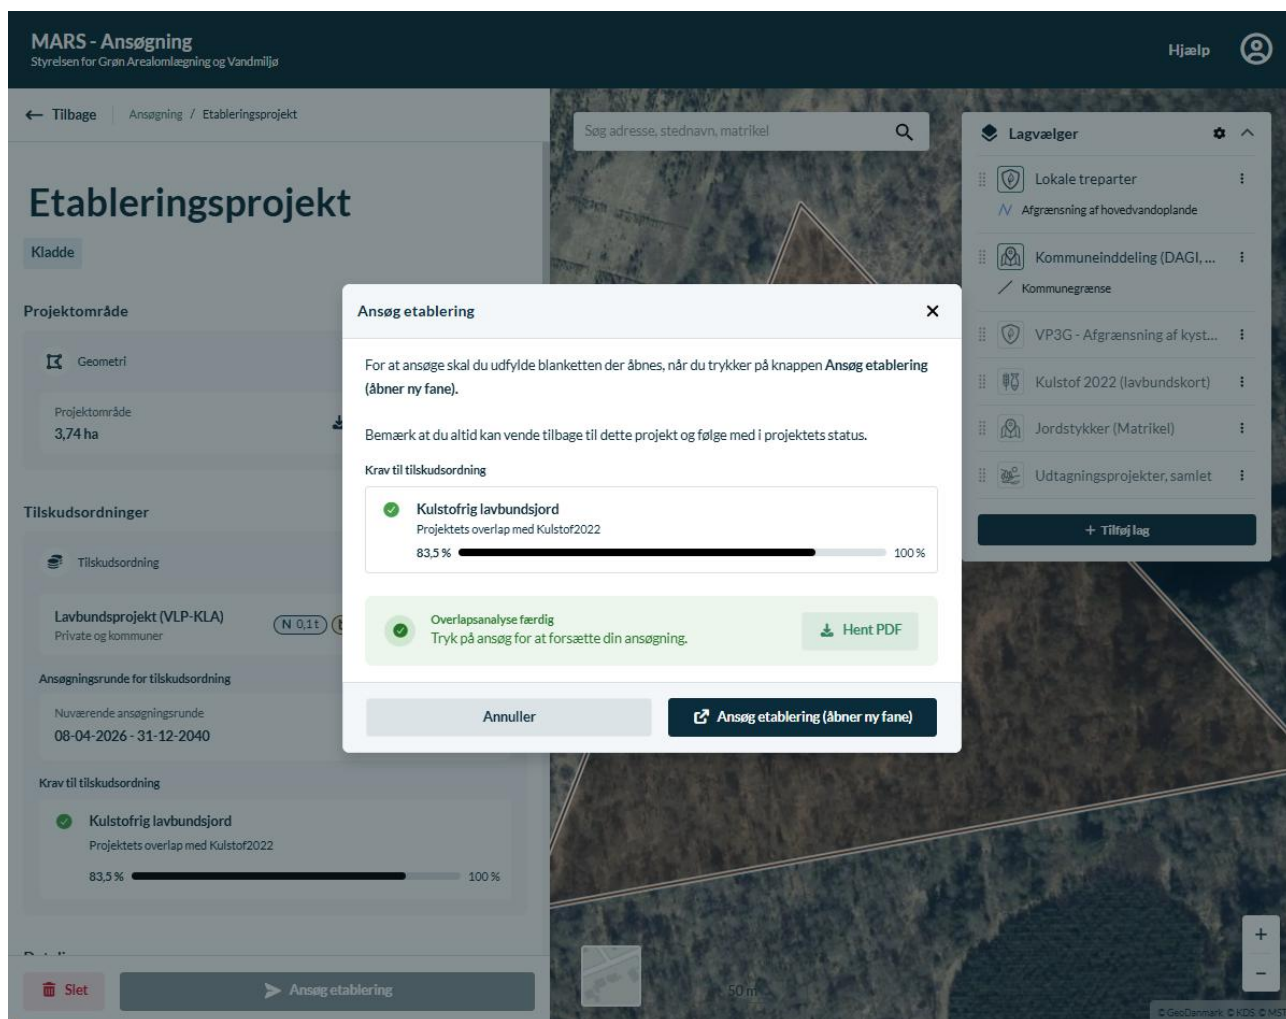 MARS - Ansøgning
Styrelsen for Grøn Arealomlægning og Vandmiljø
Hjælp
Tilbage
Ansøgning / Etableringsprojekt
Etableringsprojekt
Kladde
Projektområde
Geometri
Projektområde
3,74 ha
Tilskudsordninger
Tilskudsordning
Lavbundsprojekt (VLP-KLA)
Private og kommuner
N 0,1 t
Ansøgningsrunde for tilskudsordning
Nuværende ansøgningsrunde
08-04-2026 - 31-12-2040
Krav til tilskudsordning
Kulstofrig lavbundsjord
Projektets overlap med Kulstof2022
83,5 %
100 %
Slet
Ansøg etablering
Søg adresse, stednavn, matrikel
Ansøg etablering
For at ansøge skal du udfylde blanketten der åbnes, når du trykker på knappen Ansøg etablering
(åbner ny fane).
Bemærk at du altid kan vende tilbage til dette projekt og følge med i projektets status.
Krav til tilskudsordning
Kulstofrig lavbundsjord
Projektets overlap med Kulstof2022
83,5 %
100 %
Overlapsanalyse færdig
Tryk på ansøg for at forsætte din ansøgning.
Hent PDF
Annuller
Ansøg etablering (åbner ny fane)
Lagvælger
Lokale treparter
Afgrænsning af hovedvandoplande
Kommuneinddeling (DAGI, ...
Kommunegrænse
VP3G - Afgrænsning af kyst...
Kulstof 2022 (lavbundskort)
Jordstykker (Matrikel)
Udtagningsprojekter, samlet
+ Tilføj lag
50 m
+
−
© GeoDanmark © KDS © MS